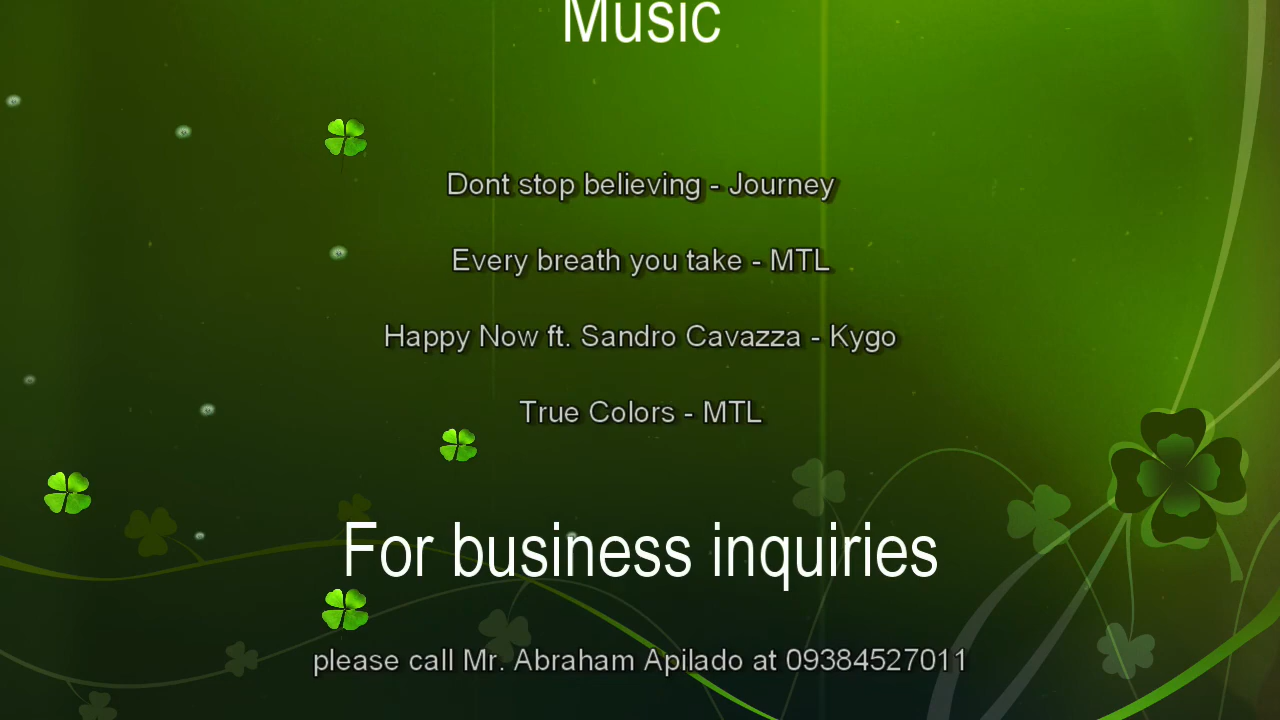 Music
Dont stop believing - Journey
Every breath you take - MTL
Happy Now ft. Sandro Cavazza - Kygo
True Colors - MTL
For business inquiries
please call Mr. Abraham Apilado at 09384527011